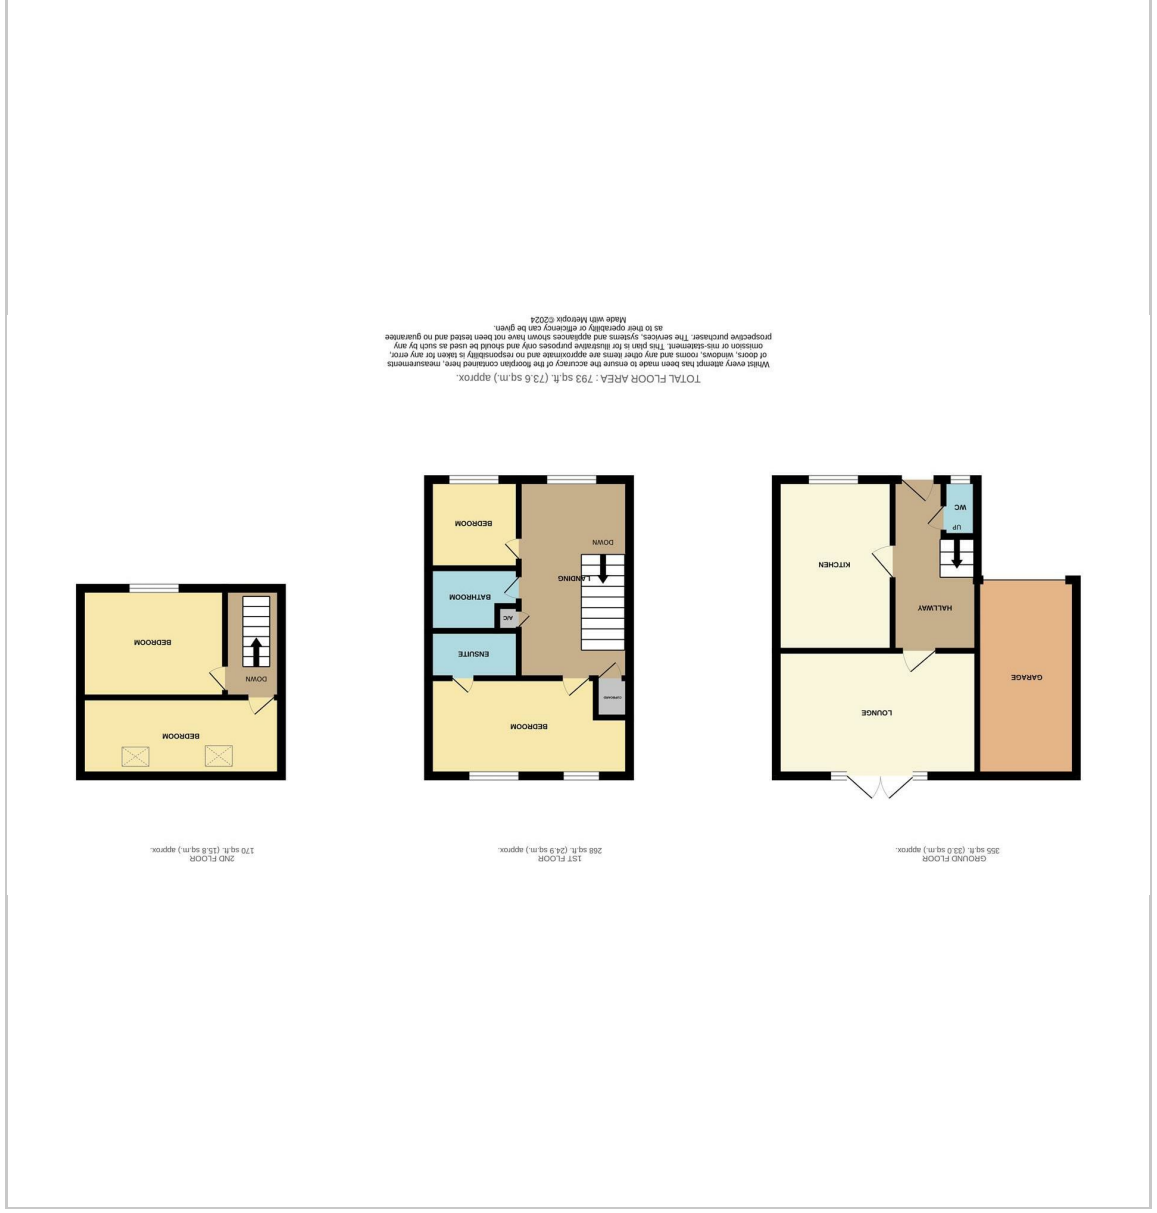 GROUND FLOOR
355 sq.ft. (33.0 sq.m.) approx.
LOUNGE
GARAGE
HALLWAY
KITCHEN
UP
WC
1ST FLOOR
268 sq.ft. (24.9 sq.m.) approx.
BEDROOM
CUPBOARD
ENSUITE
A/C
BATHROOM
LANDING
DOWN
BEDROOM
2ND FLOOR
170 sq.ft. (15.8 sq.m.) approx.
BEDROOM
DOWN
BEDROOM
TOTAL FLOOR AREA : 793 sq.ft. (73.6 sq.m.) approx.
Whilst every attempt has been made to ensure the accuracy of the floorplan contained here, measurements
of doors, windows, rooms and any other items are approximate and no responsibility is taken for any error,
omission or mis-statement. This plan is for illustrative purposes only and should be used as such by any
prospective purchaser. The services, systems and appliances shown have not been tested and no guarantee
as to their operability or efficiency can be given.
Made with Metropix ©2024